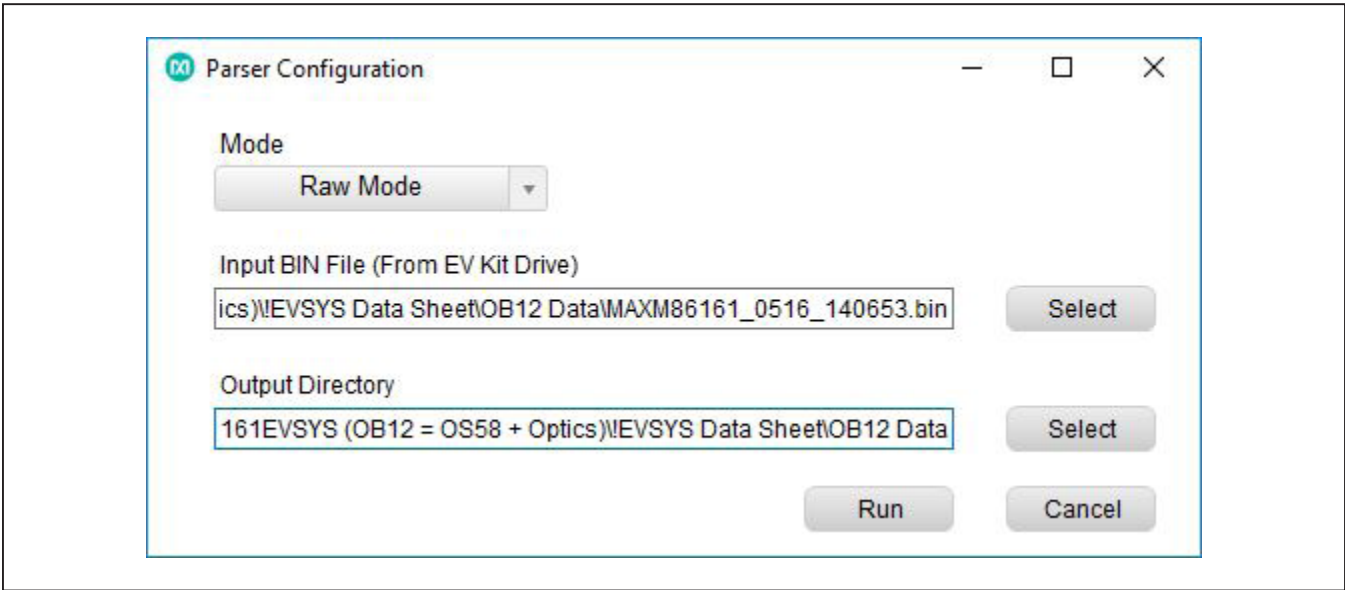 Parser Configuration
Mode
Raw Mode
Input BIN File (From EV Kit Drive)
ics)\!EVSYS Data Sheet\OB12 Data\MAXM86161_0516_140653.bin
Select
Output Directory
161EVSYS (OB12 = OS58 + Optics)\!EVSYS Data Sheet\OB12 Data
Select
Run
Cancel